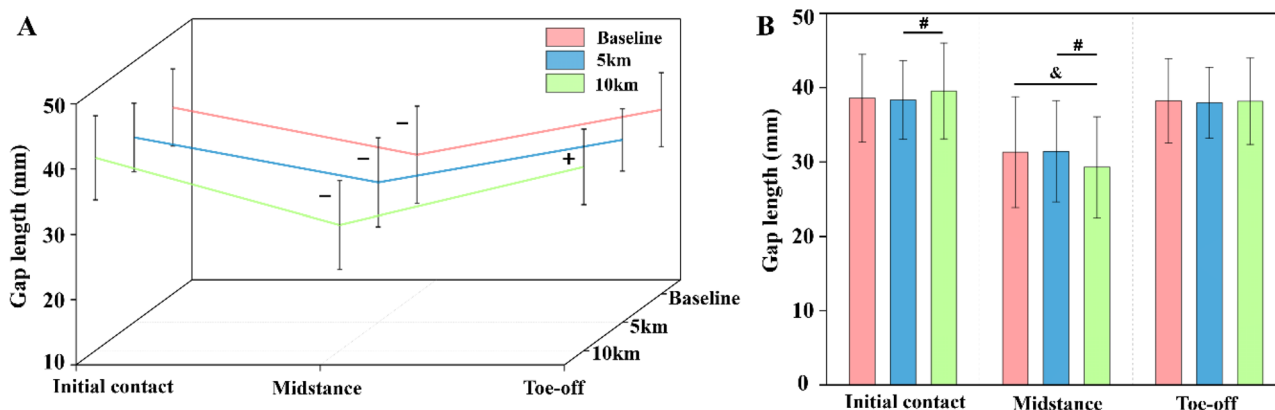 A
Baseline
5km
10km
Gap length (mm)
50
40
30
20
10
−
−
−
+
Baseline
5km
10km
Initial contact
Midstance
Toe-off
B
Gap length (mm)
50
40
30
20
10
0
#
#
&
Initial contact
Midstance
Toe-off